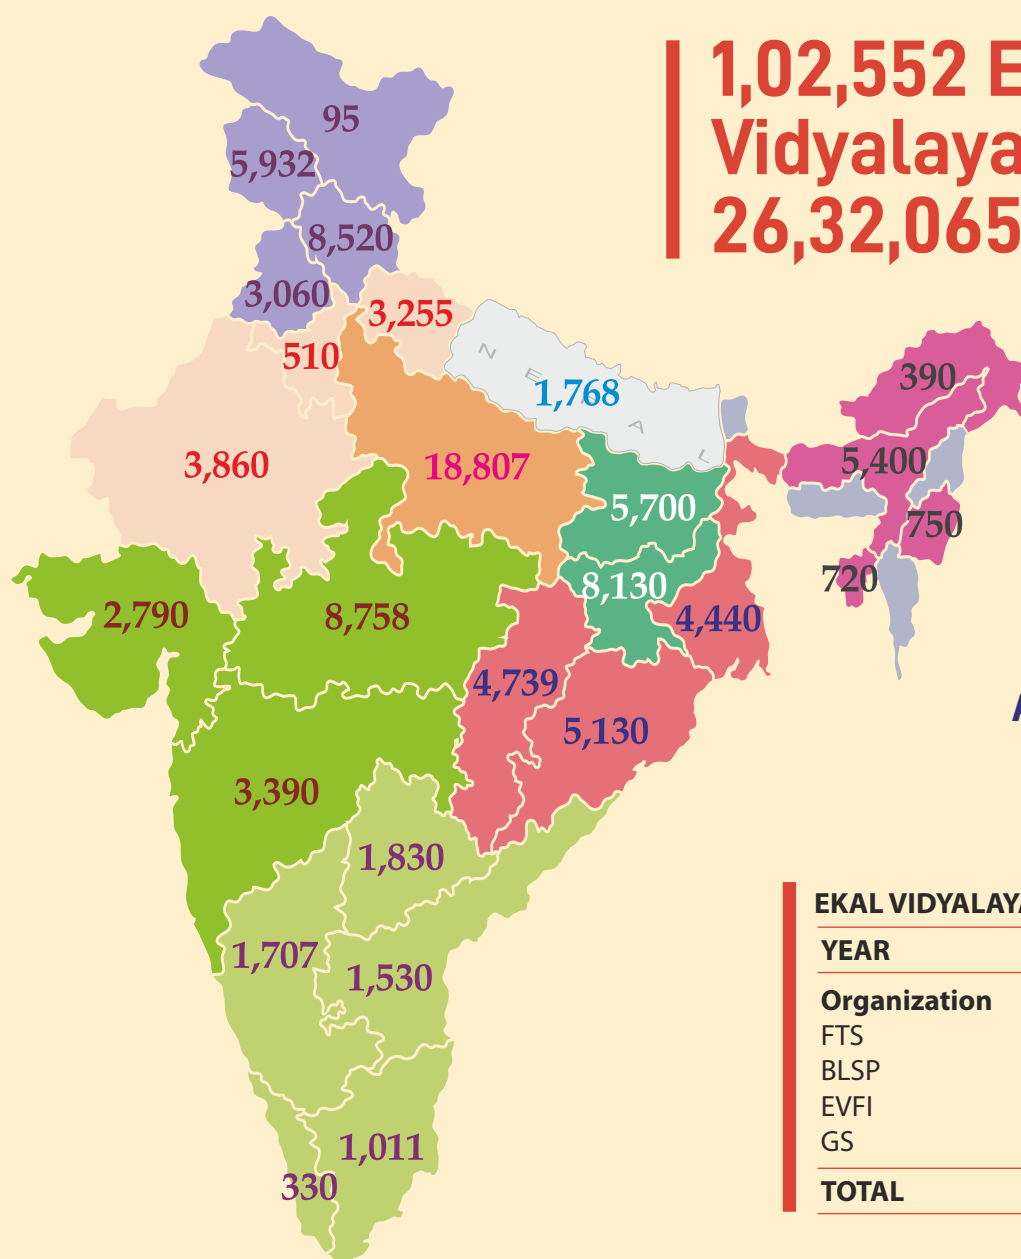 1,02,552 E
Vidyalaya
26,32,065
95
5,932
8,520
3,060
3,255
510
NEPAL
1,768
390
3,860
18,807
5,400
5,700
750
8,130
720
2,790
8,758
4,440
4,739
5,130
A
3,390
1,830
1,707
1,530
1,011
330
EKAL VIDYALAYA
YEAR
Organization
FTS
BLSP
EVFI
GS
TOTAL